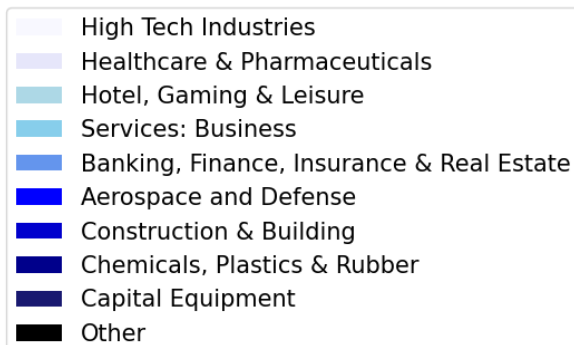 High Tech Industries
Healthcare & Pharmaceuticals
Hotel, Gaming & Leisure
Services: Business
Banking, Finance, Insurance & Real Estate
Aerospace and Defense
Construction & Building
Chemicals, Plastics & Rubber
Capital Equipment
Other